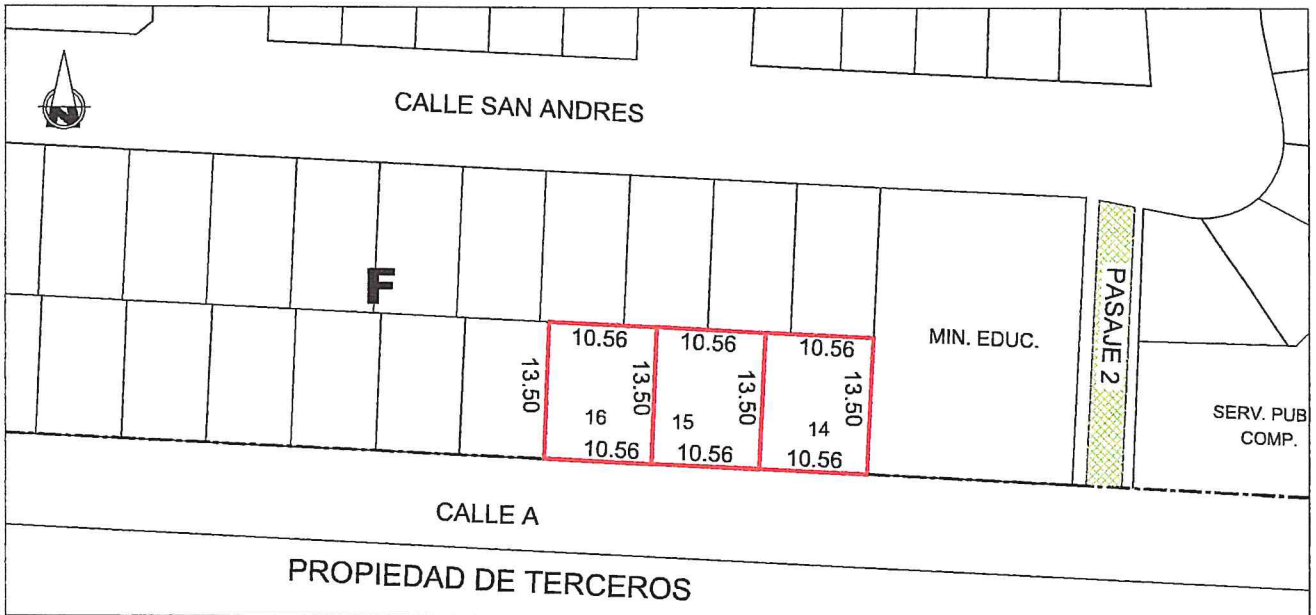 CALLE SAN ANDRES
N
F
MIN. EDUC.
PASAJE 2
SERV. PUB
COMP.
10.56
10.56
10.56
13.50
13.50
13.50
13.50
16
15
14
10.56
10.56
10.56
CALLE A
PROPIEDAD DE TERCEROS